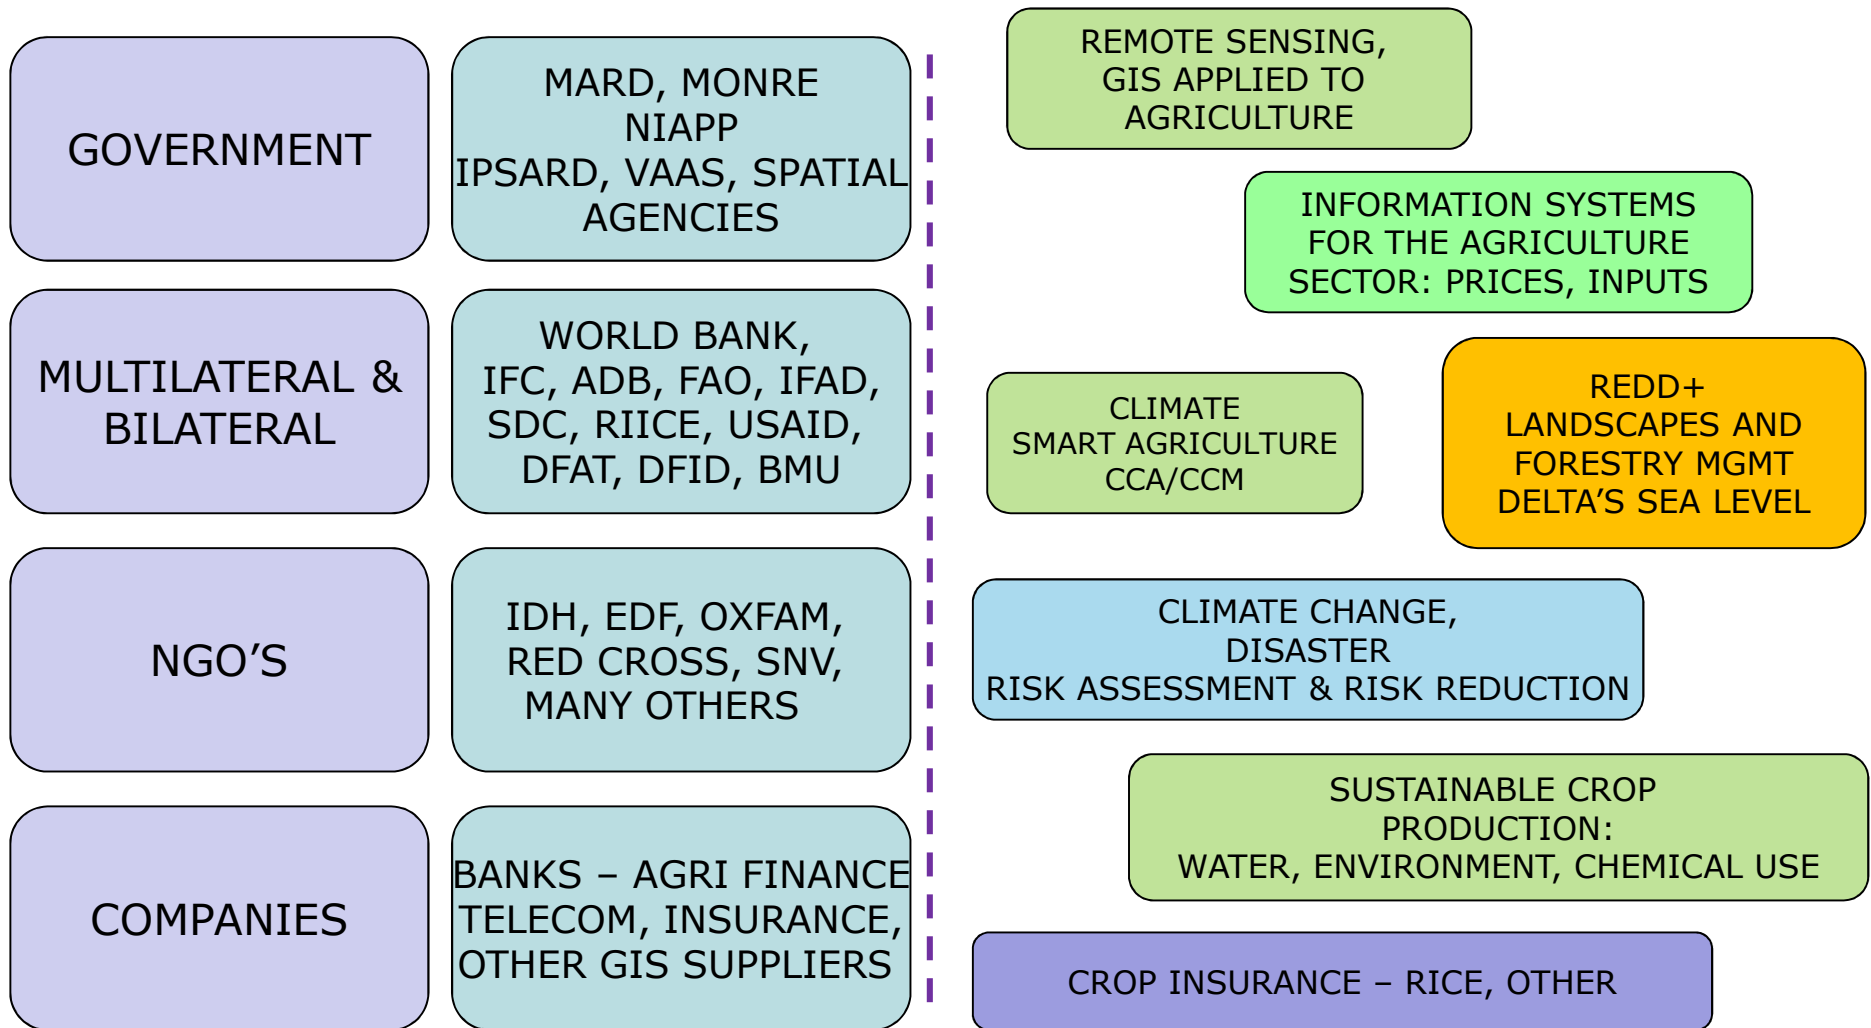 GOVERNMENT
MARD, MONRE
NIAPP
IPSARD, VAAS, SPATIAL
AGENCIES
MULTILATERAL &
BILATERAL
WORLD BANK,
IFC, ADB, FAO, IFAD,
SDC, RIICE, USAID,
DFAT, DFID, BMU
NGO’S
IDH, EDF, OXFAM,
RED CROSS, SNV,
MANY OTHERS
COMPANIES
BANKS – AGRI FINANCE
TELECOM, INSURANCE,
OTHER GIS SUPPLIERS
REMOTE SENSING,
GIS APPLIED TO
AGRICULTURE
INFORMATION SYSTEMS
FOR THE AGRICULTURE
SECTOR: PRICES, INPUTS
CLIMATE
SMART AGRICULTURE
CCA/CCM
REDD+
LANDSCAPES AND
FORESTRY MGMT
DELTA’S SEA LEVEL
CLIMATE CHANGE,
DISASTER
RISK ASSESSMENT & RISK REDUCTION
SUSTAINABLE CROP
PRODUCTION:
WATER, ENVIRONMENT, CHEMICAL USE
CROP INSURANCE – RICE, OTHER